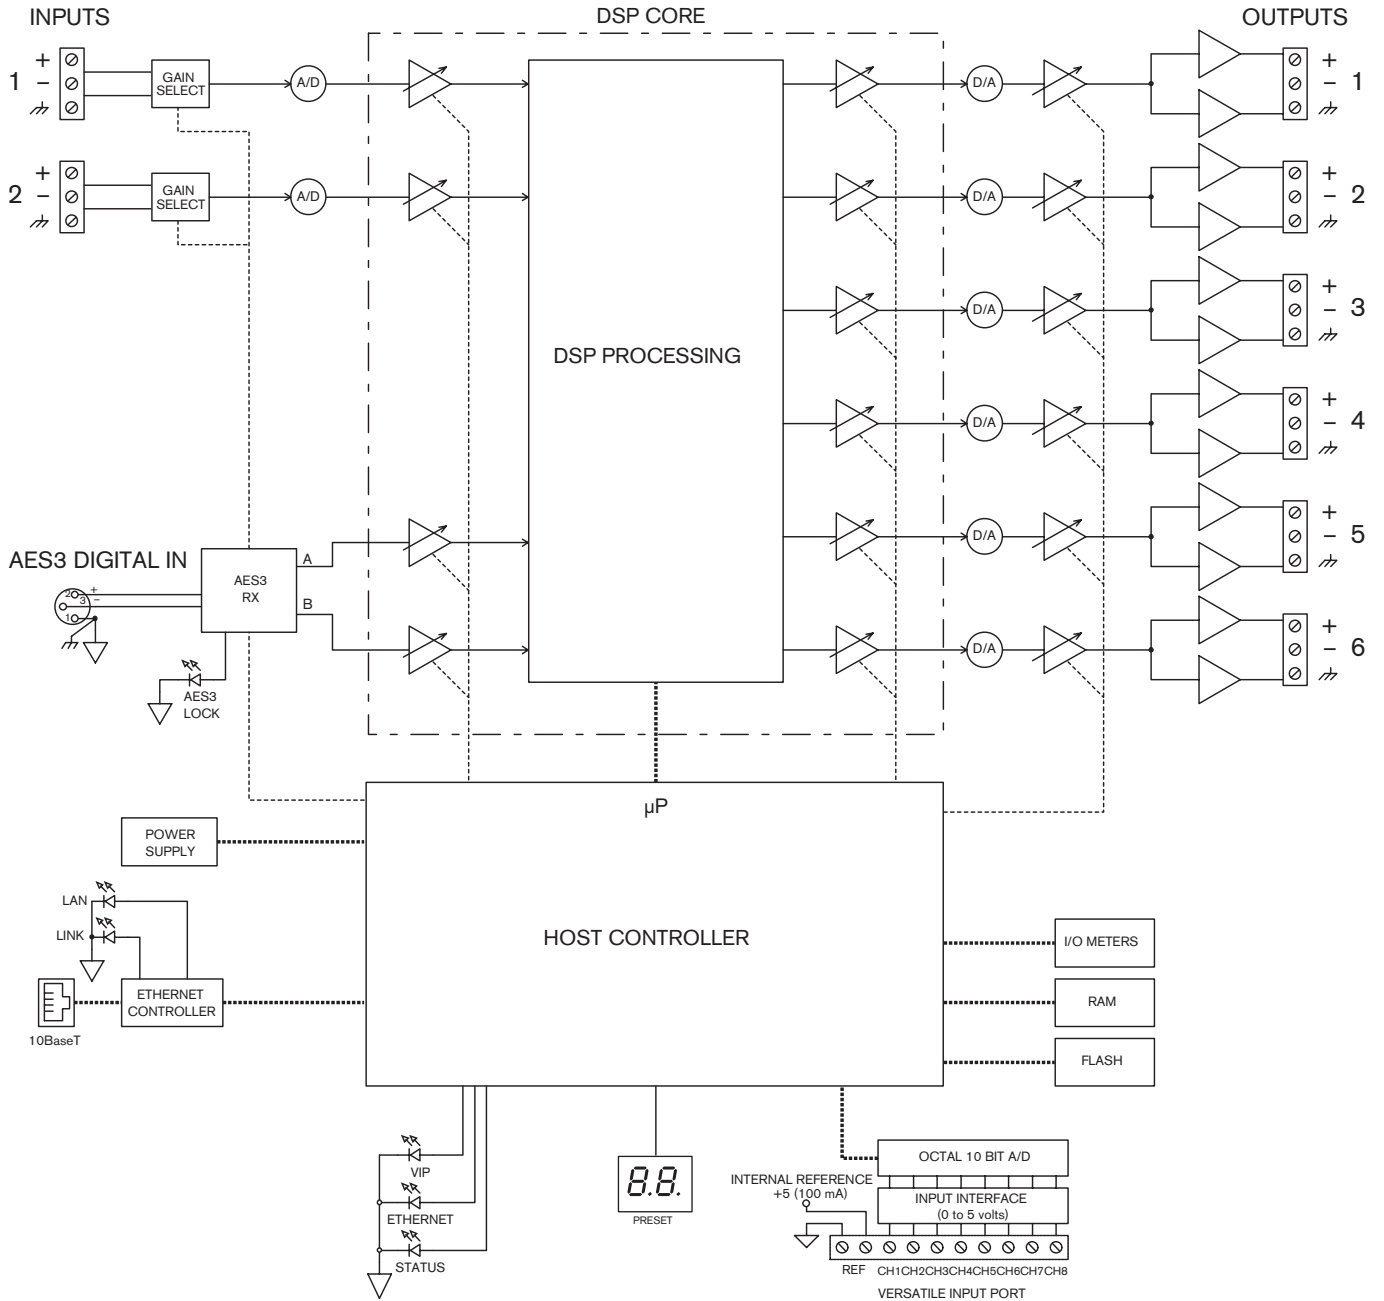 INPUTS
DSP CORE
OUTPUTS
1
+
−
GAIN
SELECT
A/D
D/A
+
−
1
2
+
−
GAIN
SELECT
A/D
D/A
+
−
2
D/A
+
−
3
DSP PROCESSING
D/A
+
−
4
D/A
+
−
5
AES3 DIGITAL IN
2
+
3
−
1
AES3
RX
A
B
D/A
+
−
6
AES3
LOCK
µP
POWER
SUPPLY
LAN
LINK
HOST CONTROLLER
I/O METERS
ETHERNET
CONTROLLER
10BaseT
RAM
FLASH
VIP
ETHERNET
STATUS
8.8.
PRESET
OCTAL 10 BIT A/D
INTERNAL REFERENCE
+5 (100 mA)
INPUT INTERFACE
(0 to 5 volts)
REF
CH1 CH2 CH3 CH4 CH5 CH6 CH7 CH8
VERSATILE INPUT PORT